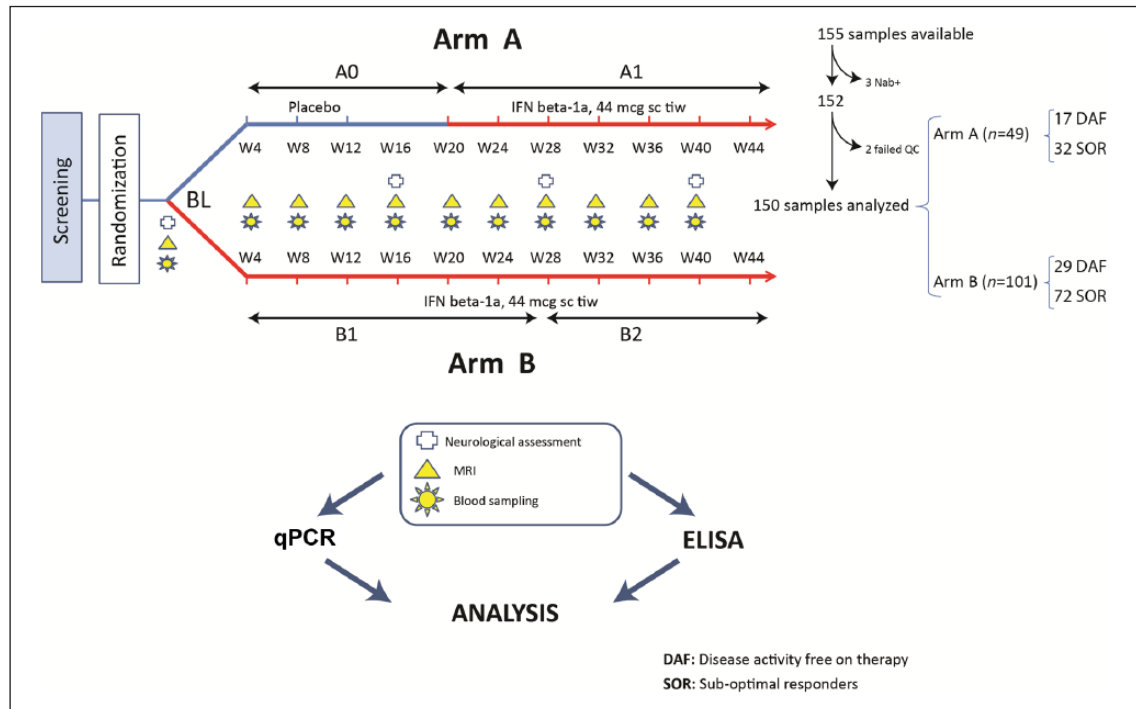 Arm A
A0
A1
Placebo
IFN beta-1a, 44 mcg sc tiw
W4 W8 W12 W16 W20 W24 W28 W32 W36 W40 W44
Screening
Randomization
BL
W4 W8 W12 W16 W20 W24 W28 W32 W36 W40 W44
IFN beta-1a, 44 mcg sc tiw
B1
B2
Arm B
155 samples available
3 Nab+
152
2 failed QC
150 samples analyzed
Arm A (n=49)
17 DAF
32 SOR
Arm B (n=101)
29 DAF
72 SOR
Neurological assessment
MRI
Blood sampling
qPCR
ELISA
ANALYSIS
DAF: Disease activity free on therapy
SOR: Sub-optimal responders